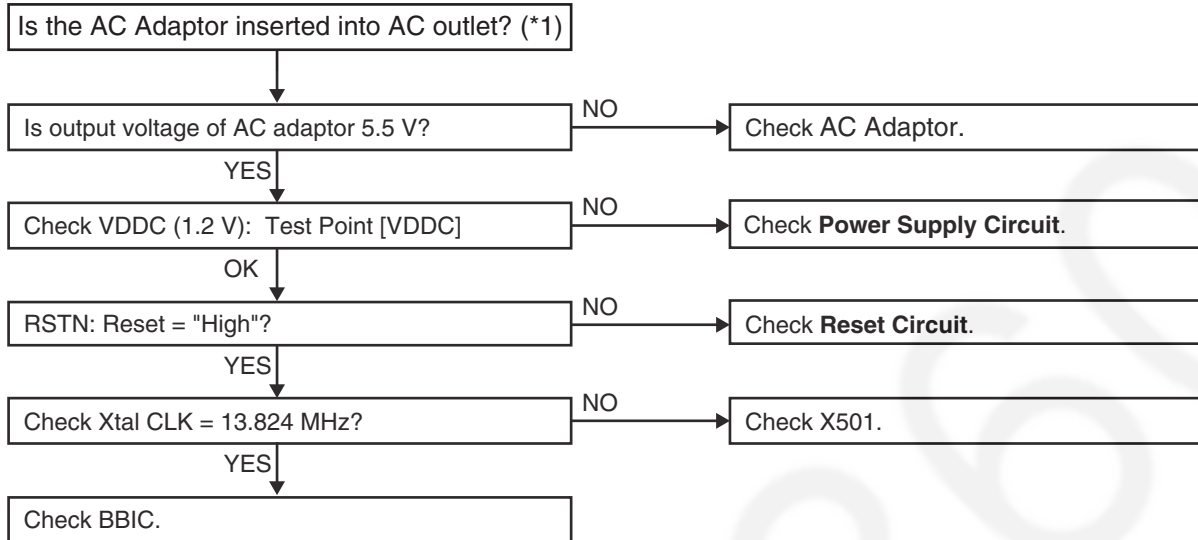 Is the AC Adaptor inserted into AC outlet? (*1)
Is output voltage of AC adaptor 5.5 V?
NO
Check AC Adaptor.
YES
Check VDDC (1.2 V): Test Point [VDDC]
NO
Check Power Supply Circuit.
OK
RSTN: Reset = "High"?
NO
Check Reset Circuit.
YES
Check Xtal CLK = 13.824 MHz?
NO
Check X501.
YES
Check BBIC.